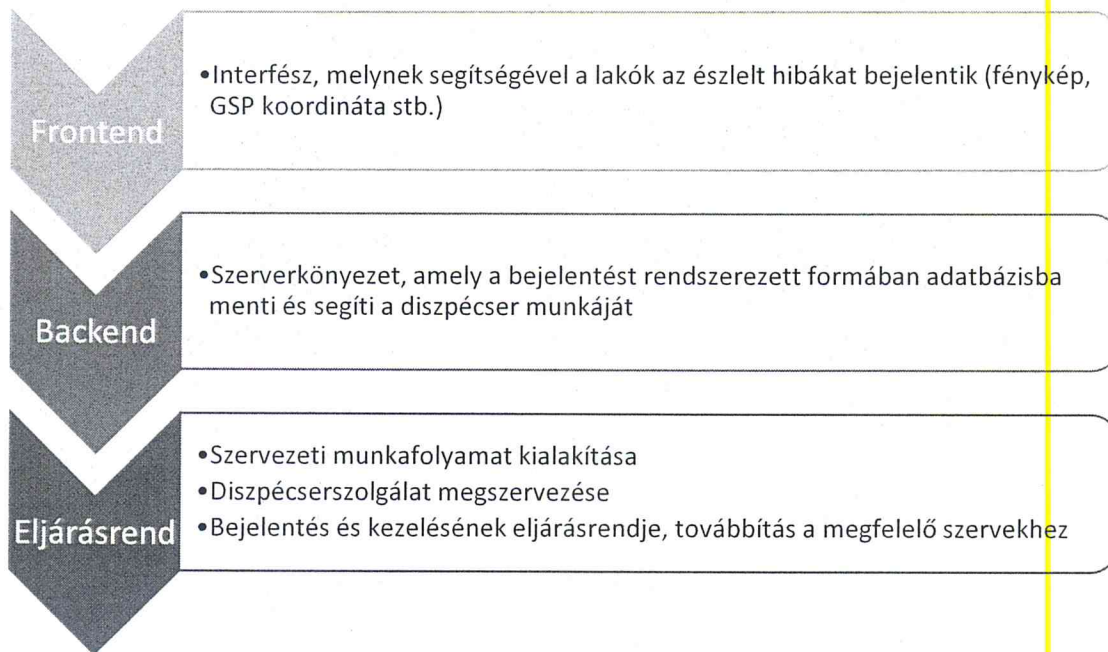 Frontend
•Interfész, melynek segítségével a lakók az észlelt hibákat bejelentik (fénykép,
GSP koordináta stb.)
Backend
•Szerverkönyezet, amely a bejelentést rendszerezett formában adatbázisba
menti és segíti a diszpécser munkáját
Eljárásrend
•Szervezeti munkafolyamat kialakítása
•Diszpécserszolgálat megszervezése
•Bejelentés és kezelésének eljárásrendje, továbbítás a megfelelő szervekhez